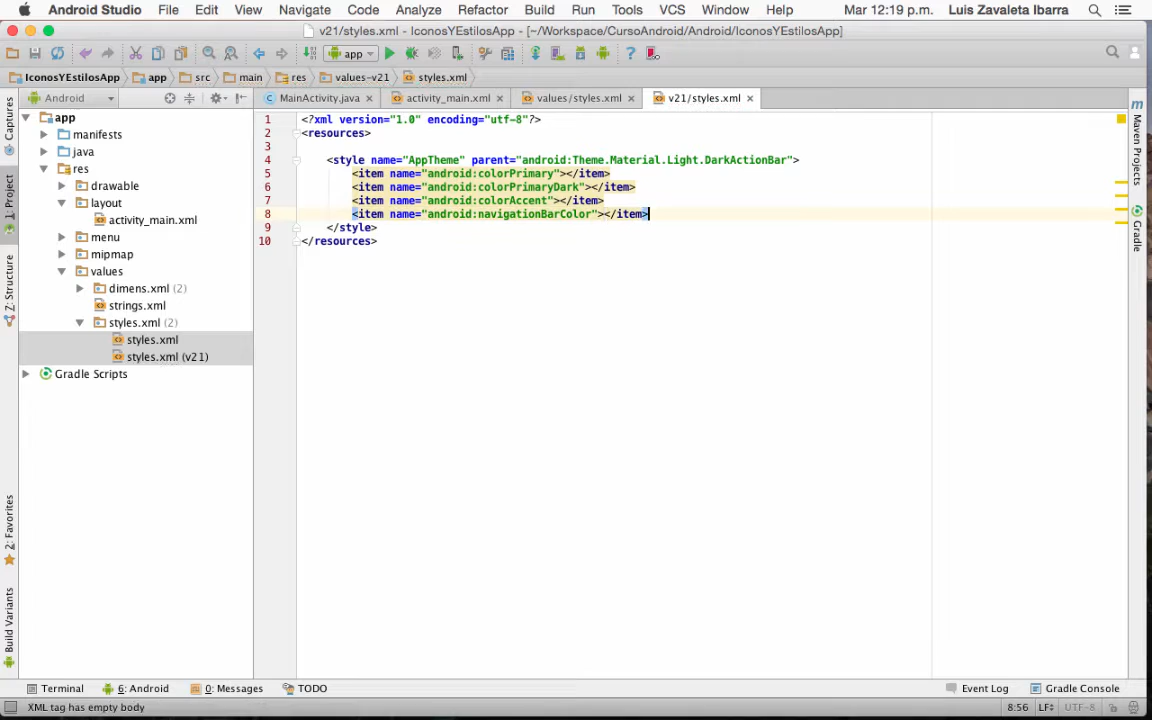 Android Studio File Edit View Navigate Code Analyze Refactor Build Run Tools VCS Window Help Mar 12:19 p.m. Luis Zavaleta Ibarra
v21/styles.xml - IconosYEstilosApp - [~/Workspace/CursoAndroid/Android/IconosYEstilosApp]
app
IconosYEstilosApp app src main res values-v21 styles.xml
Android
MainActivity.java activity_main.xml values/styles.xml v21/styles.xml
app
manifests
java
res
drawable
layout
activity_main.xml
menu
mipmap
values
dimens.xml (2)
strings.xml
styles.xml (2)
styles.xml
styles.xml (v21)
Gradle Scripts
1 <?xml version="1.0" encoding="utf-8"?>
2 <resources>
3
4 <style name="AppTheme" parent="android:Theme.Material.Light.DarkActionBar">
5 <item name="android:colorPrimary"></item>
6 <item name="android:colorPrimaryDark"></item>
7 <item name="android:colorAccent"></item>
8 <item name="android:navigationBarColor"></item>
9 </style>
10 </resources>
Captures
1: Project
Z: Structure
2: Favorites
Build Variants
m
Maven Projects
Gradle
Terminal 6: Android 0: Messages TODO Event Log Gradle Console
XML tag has empty body 8:56 LF UTF-8